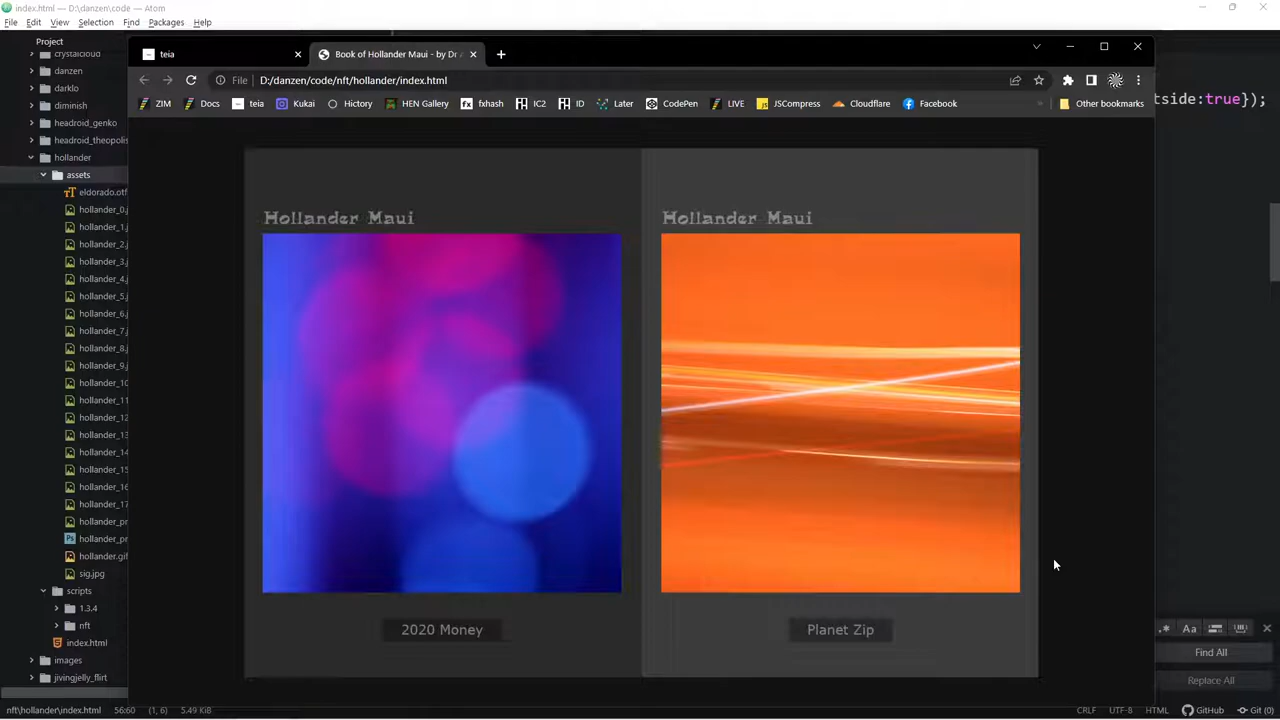 index.html — D:\danzen\code — Atom
File Edit View Selection Find Packages Help
Project
crystalcloud
danzen
darklo
diminish
headroid_genko
headroid_theopolis
hollander
assets
eldorado.otf
hollander_0.j
hollander_1.j
hollander_2.j
hollander_3.j
hollander_4.j
hollander_5.j
hollander_6.j
hollander_7.j
hollander_8.j
hollander_9.j
hollander_10
hollander_11
hollander_12
hollander_13
hollander_14
hollander_15
hollander_16
hollander_17
hollander_pr
hollander_pr
hollander.gif
sig.jpg
scripts
1.3.4
nft
index.html
images
jivingjelly_flirt
teia
Book of Hollander Maui - by Dr
File D:/danzen/code/nft/hollander/index.html
ZIM Docs teia Kukai Hictory HEN Gallery fxhash IC2 ID Later CodePen LIVE JSCompress Cloudflare Facebook Other bookmarks
tside:true});
Hollander Maui
2020 Money
Hollander Maui
Planet Zip
.* Aa
Find All
Replace All
nft\hollander\index.html 56:60 (1, 6) 5.49 KiB CRLF UTF-8 HTML GitHub Git (0)